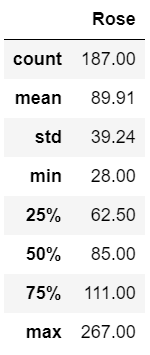 Rose
count 187.00
mean 89.91
std 39.24
min 28.00
25% 62.50
50% 85.00
75% 111.00
max 267.00